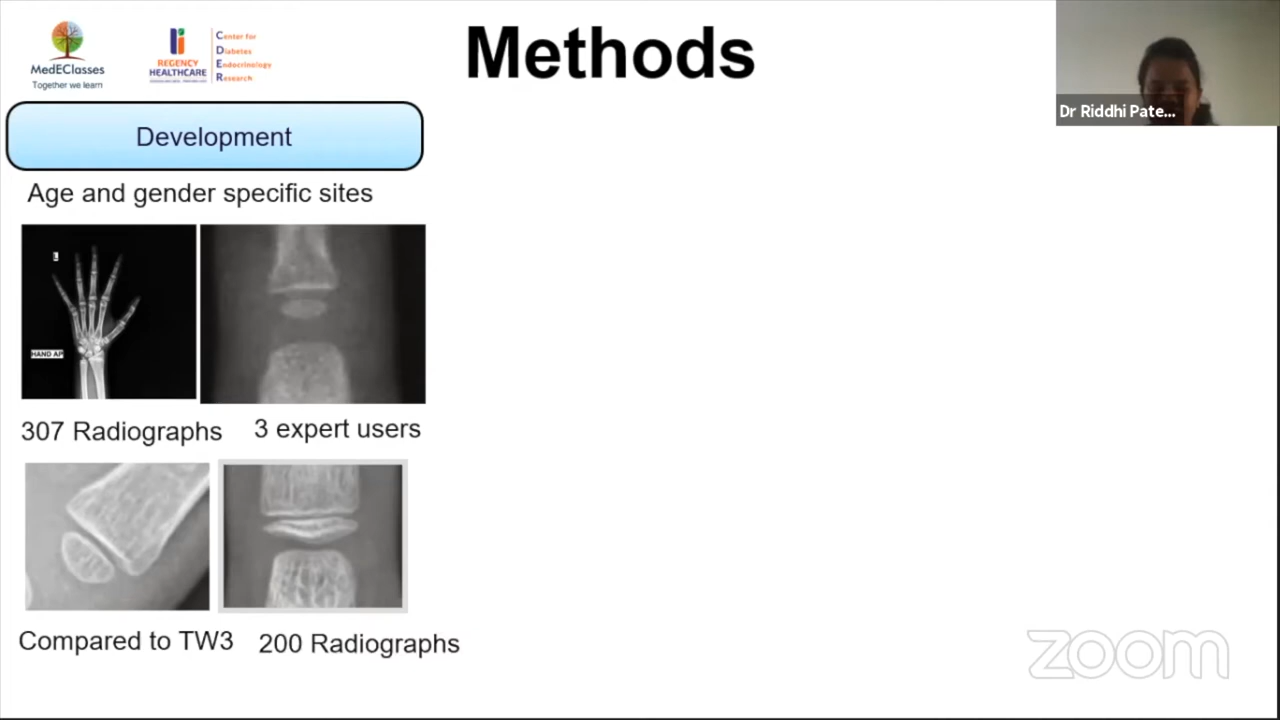 MedEClasses
Together we learn
REGENCY
HEALTHCARE
Center for
Diabetes
Endocrinology
Research
Methods
Dr Riddhi Pate...
Development
Age and gender specific sites
L
HAND AP
307 Radiographs
3 expert users
Compared to TW3
200 Radiographs
zoom